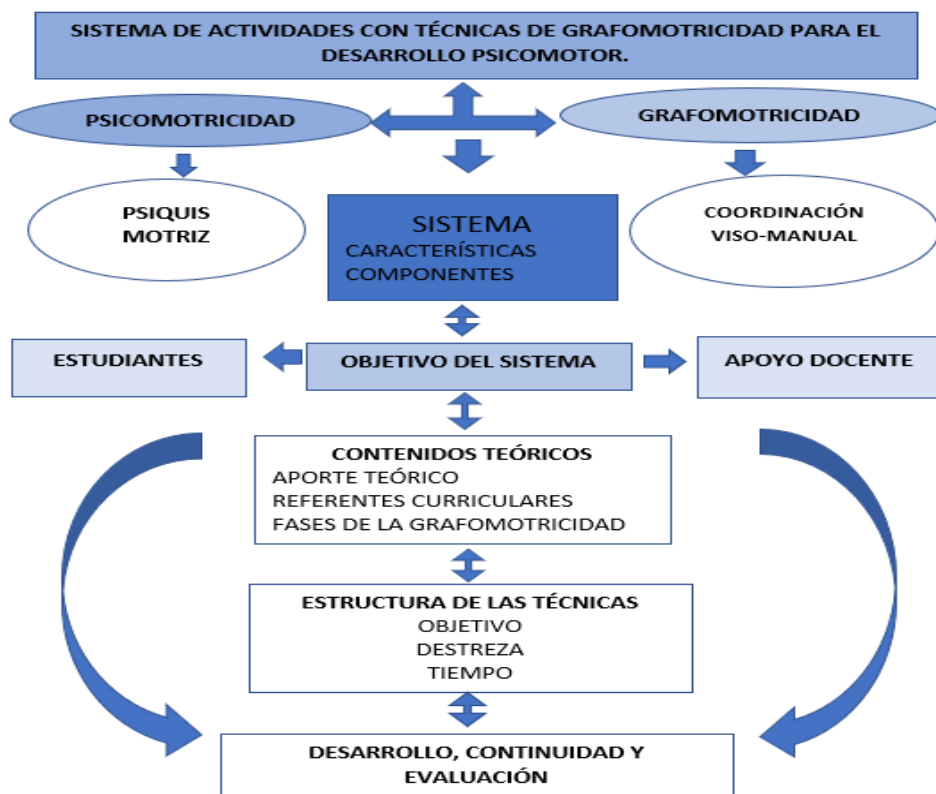 SISTEMA DE ACTIVIDADES CON TÉCNICAS DE GRAFOMOTRICIDAD PARA EL
DESARROLLO PSICOMOTOR.
PSICOMOTRICIDAD
GRAFOMOTRICIDAD
PSIQUIS
MOTRIZ
SISTEMA
CARACTERÍSTICAS
COMPONENTES
COORDINACIÓN
VISO-MANUAL
ESTUDIANTES
OBJETIVO DEL SISTEMA
APOYO DOCENTE
CONTENIDOS TEÓRICOS
APORTE TEÓRICO
REFERENTES CURRICULARES
FASES DE LA GRAFOMOTRICIDAD
ESTRUCTURA DE LAS TÉCNICAS
OBJETIVO
DESTREZA
TIEMPO
DESARROLLO, CONTINUIDAD Y
EVALUACIÓN